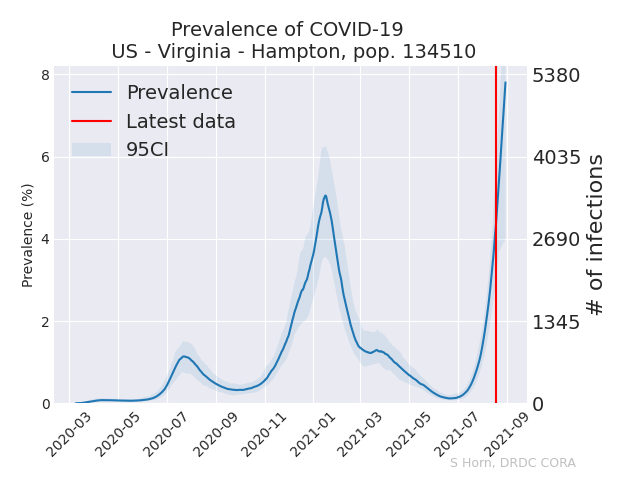 Prevalence of COVID-19
US - Virginia - Hampton, pop. 134510
Prevalence
Latest data
95CI
Prevalence (%)
8
6
4
2
0
5380
4035
2690
1345
0
# of infections
2020-03
2020-05
2020-07
2020-09
2020-11
2021-01
2021-03
2021-05
2021-07
2021-09
S Horn, DRDC CORA